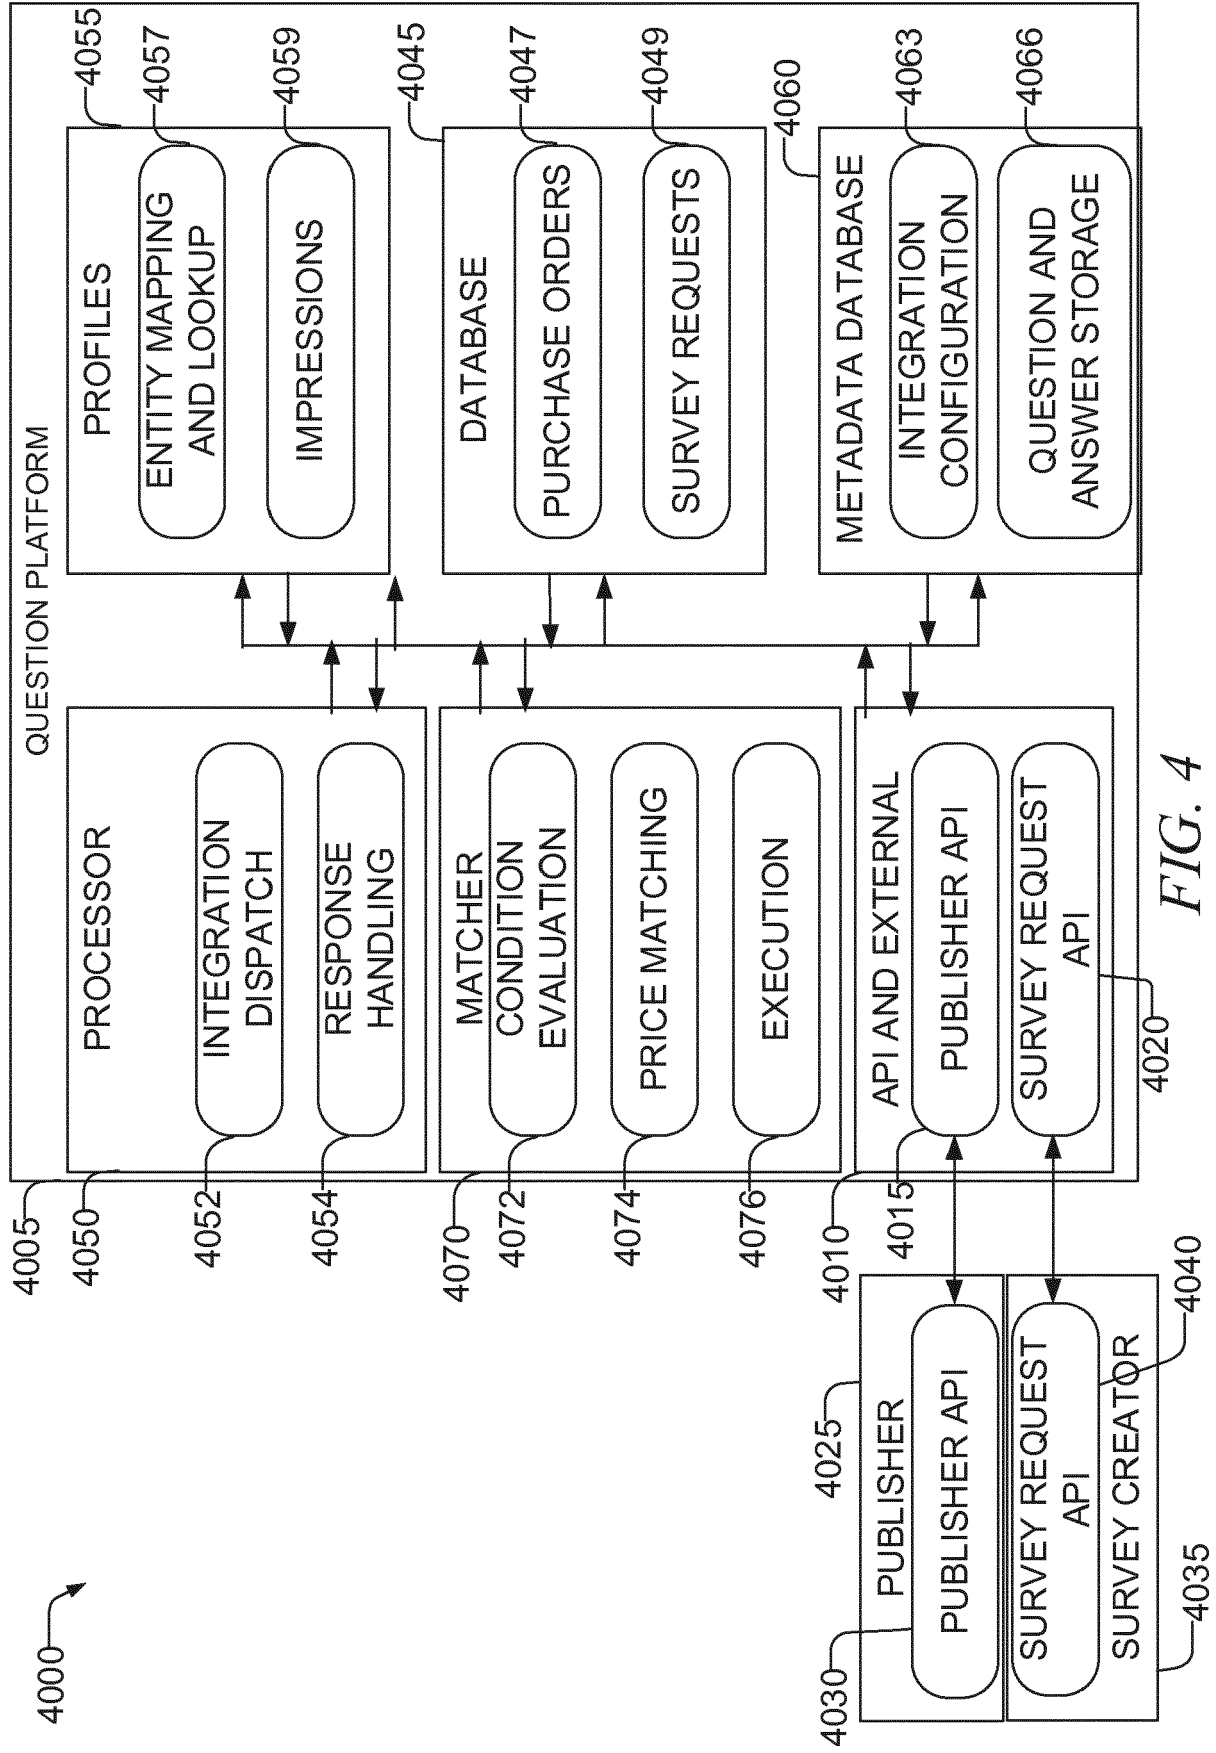 4000
QUESTION PLATFORM
4005
4050
PROCESSOR
4052
INTEGRATION
DISPATCH
4054
RESPONSE
HANDLING
4070
MATCHER
4072
CONDITION
EVALUATION
4074
PRICE MATCHING
4076
EXECUTION
4010
API AND EXTERNAL
4015
PUBLISHER API
SURVEY REQUEST
API
4020
PROFILES
4055
ENTITY MAPPING
AND LOOKUP
4057
IMPRESSIONS
4059
DATABASE
4045
PURCHASE ORDERS
4047
SURVEY REQUESTS
4049
METADATA DATABASE
4060
INTEGRATION
CONFIGURATION
4063
QUESTION AND
ANSWER STORAGE
4066
4025
PUBLISHER
4030
PUBLISHER API
SURVEY REQUEST
API
4040
SURVEY CREATOR
4035
FIG. 4